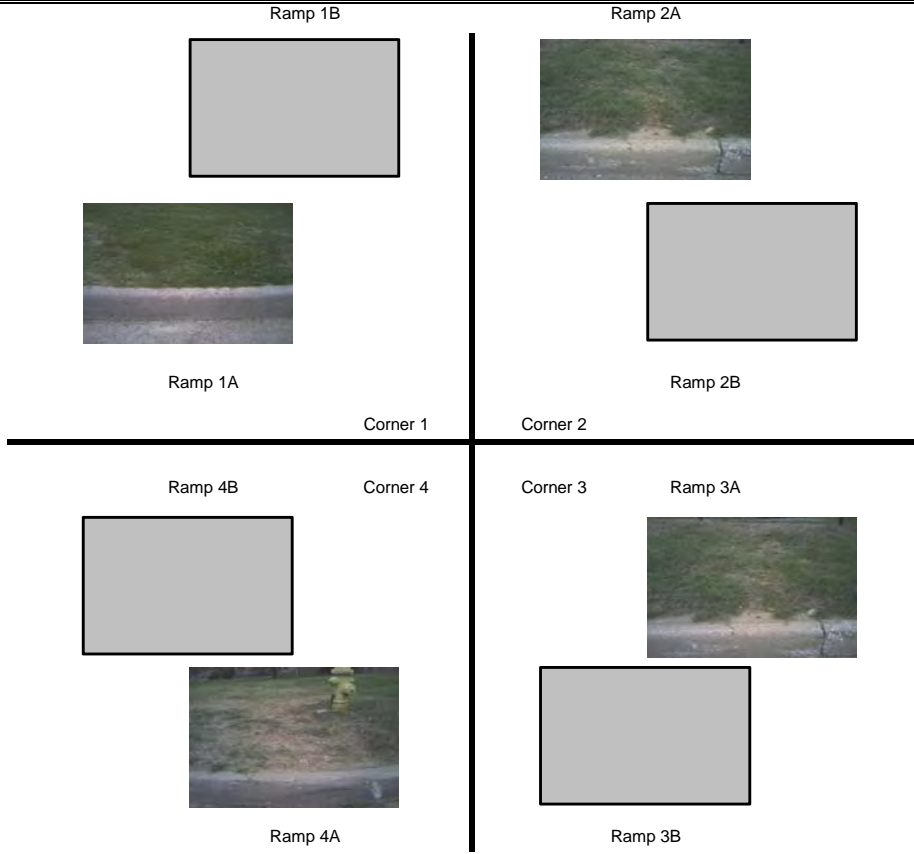 Ramp 1B Ramp 2A
Ramp 1A Ramp 2B
Corner 1 Corner 2
Ramp 4B Corner 4 Corner 3 Ramp 3A
Ramp 4A Ramp 3B